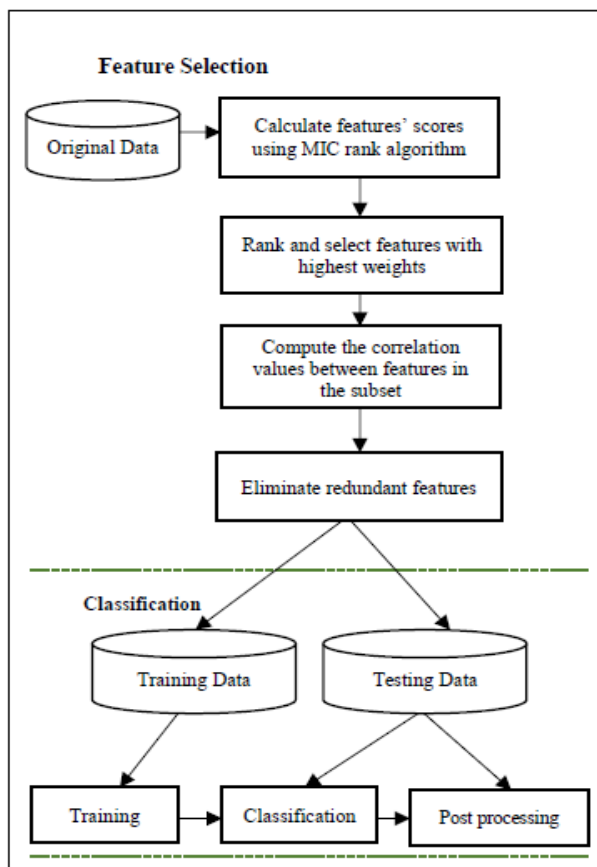 Feature Selection
Original Data
Calculate features' scores
using MIC rank algorithm
Rank and select features with
highest weights
Compute the correlation
values between features in
the subset
Eliminate redundant features
Classification
Training Data
Testing Data
Training
Classification
Post processing